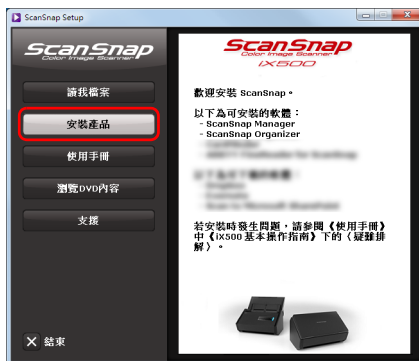 ScanSnap Setup
ScanSnap
Color Image Scanner
讀我檔案
安裝產品
使用手冊
瀏覽DVD內容
支援
結束
ScanSnap
Color Image Scanner
iX500
歡迎安裝 ScanSnap。
以下為可安裝的軟體：
- ScanSnap Manager
- ScanSnap Organizer
若安裝時發生問題，請參閱《使用手冊》
中《iX500 基本操作指南》下的〈疑難排
解〉。